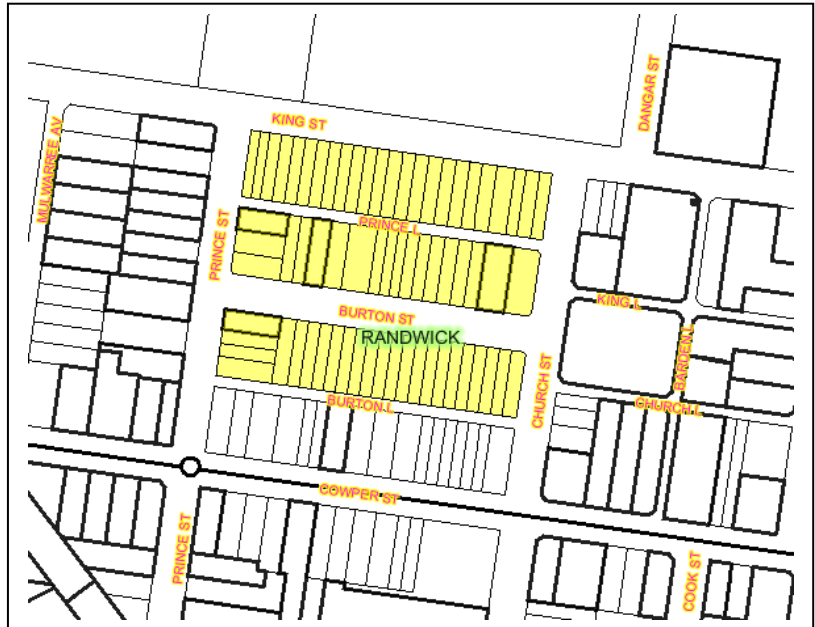 DANGAR ST
KING ST
MULWARREE AV
PRINCE ST
PRINCE L
KING L
BURTON ST
RANDWICK
BARDEN L
CHURCH ST
BURTON L
CHURCH L
COWPER ST
PRINCE ST
COOK ST